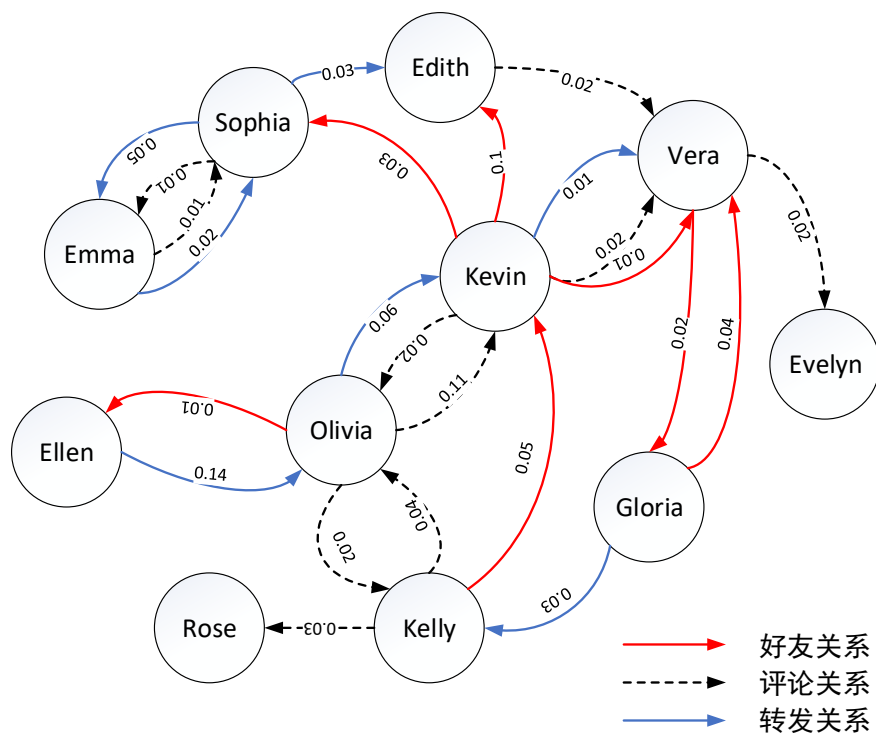 Edith
0.03
0.02
Sophia
0.05
0.03
0.1
Vera
0.01
0.01
0.01
0.02
Emma
0.02
0.02
0.01
Kevin
0.02
0.04
0.06
0.02
0.11
Evelyn
0.01
Olivia
Ellen
0.14
0.05
0.04
0.02
Gloria
0.03
Rose
0.03
Kelly
好友关系
评论关系
转发关系